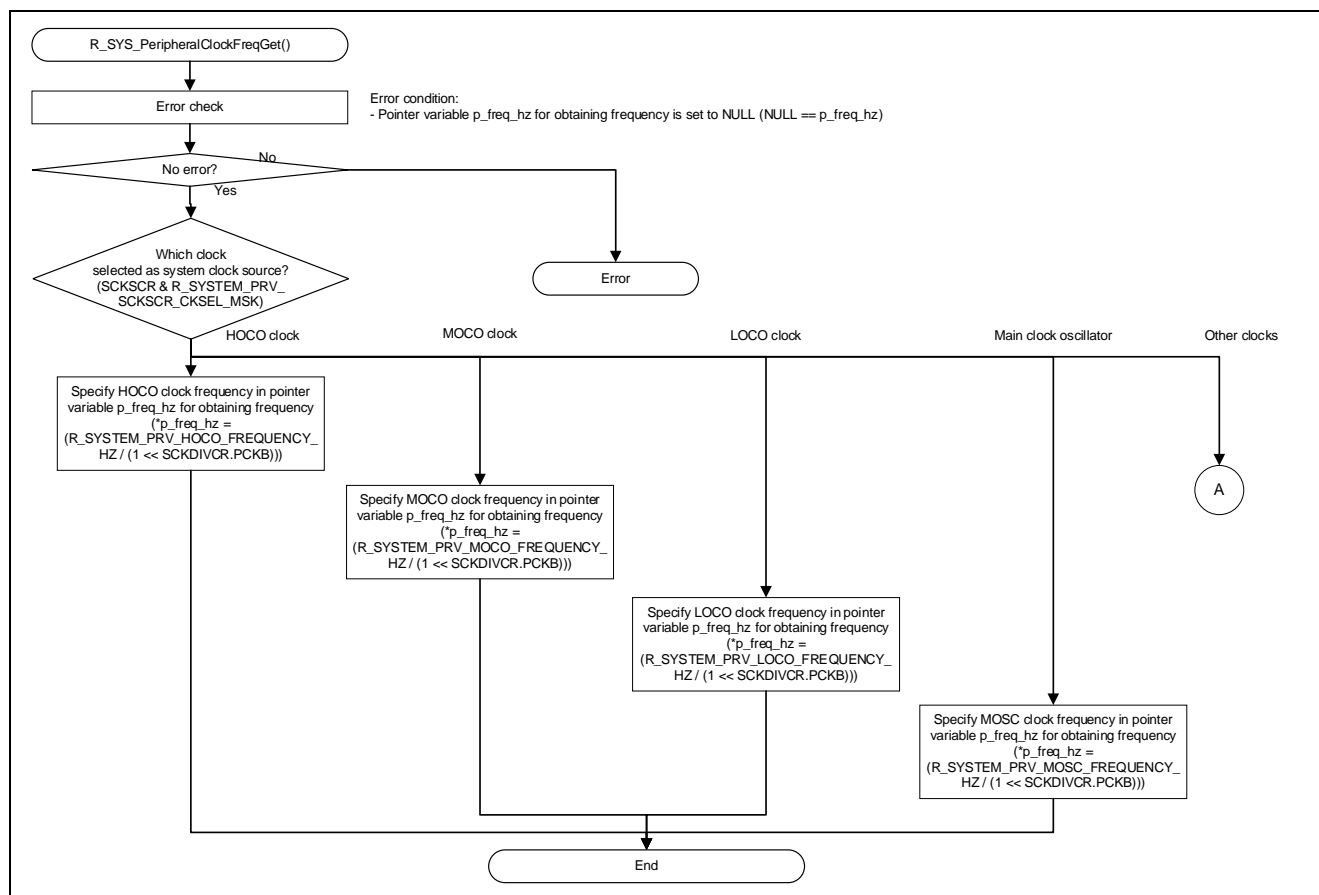 R_SYS_PeripheralClockFreqGet()
Error check
Error condition:
- Pointer variable p_freq_hz for obtaining frequency is set to NULL (NULL == p_freq_hz)
No
No error?
Yes
Which clock
selected as system clock source?
(SCKSCR & R_SYSTEM_PRV_
SCKSCR_CKSEL_MSK)
Error
HOCO clock
MOCO clock
LOCO clock
Main clock oscillator
Other clocks
Specify HOCO clock frequency in pointer
variable p_freq_hz for obtaining frequency
(*p_freq_hz =
(R_SYSTEM_PRV_HOCO_FREQUENCY_
HZ / (1 << SCKDIVCR.PCKB)))
A
Specify MOCO clock frequency in pointer
variable p_freq_hz for obtaining frequency
(*p_freq_hz =
(R_SYSTEM_PRV_MOCO_FREQUENCY_
HZ / (1 << SCKDIVCR.PCKB)))
Specify LOCO clock frequency in pointer
variable p_freq_hz for obtaining frequency
(*p_freq_hz =
(R_SYSTEM_PRV_LOCO_FREQUENCY_
HZ / (1 << SCKDIVCR.PCKB)))
Specify MOSC clock frequency in pointer
variable p_freq_hz for obtaining frequency
(*p_freq_hz =
(R_SYSTEM_PRV_MOSC_FREQUENCY_
HZ / (1 << SCKDIVCR.PCKB)))
End